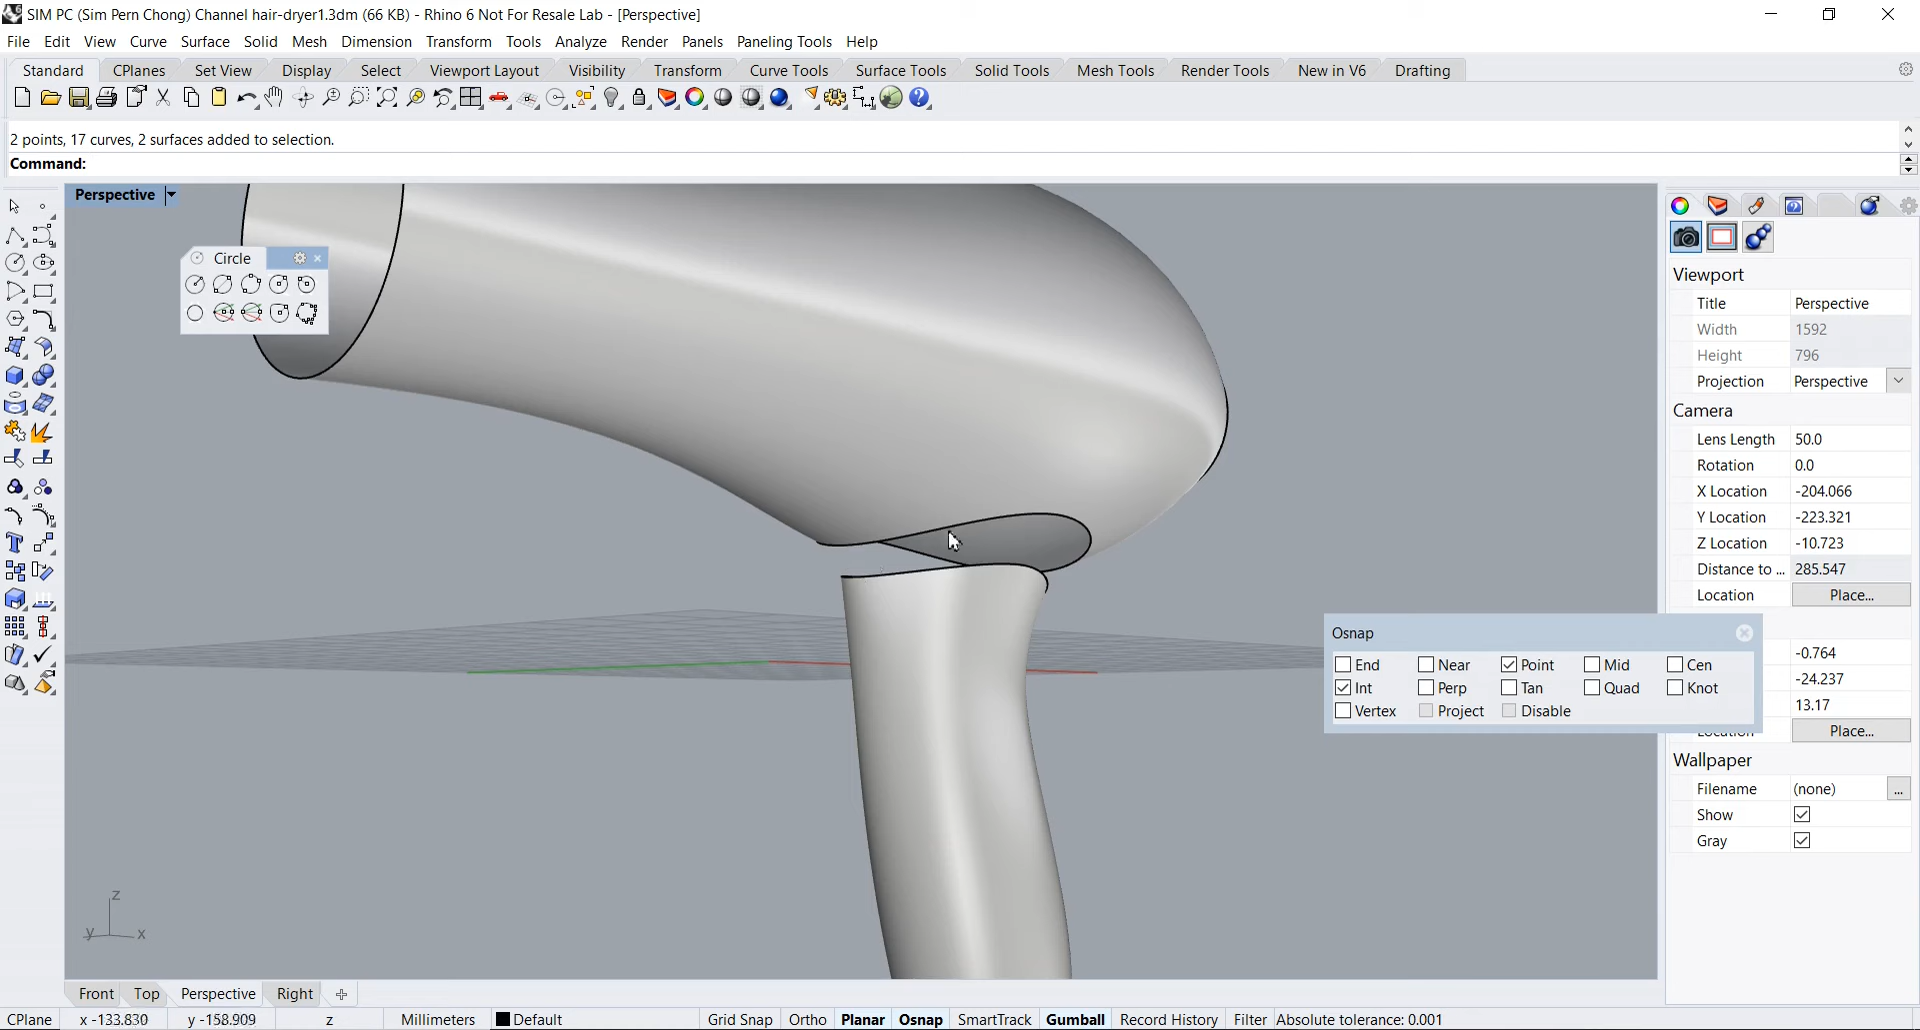 SIM PC (Sim Pern Chong) Channel hair-dryer1.3dm (66 KB) - Rhino 6 Not For Resale Lab - [Perspective]
File Edit View Curve Surface Solid Mesh Dimension Transform Tools Analyze Render Panels Paneling Tools Help
Standard CPlanes Set View Display Select Viewport Layout Visibility Transform Curve Tools Surface Tools Solid Tools Mesh Tools Render Tools New in V6 Drafting
2 points, 17 curves, 2 surfaces added to selection.
Command:
Perspective
Circle
Viewport
Title Perspective
Width 1592
Height 796
Projection Perspective
Camera
Lens Length 50.0
Rotation 0.0
X Location -204.066
Y Location -223.321
Z Location -10.723
Distance to ... 285.547
Location Place...
Osnap
End Near Point Mid Cen
Int Perp Tan Quad Knot
Vertex Project Disable
-0.764
-24.237
13.17
Location Place...
Wallpaper
Filename (none) ...
Show
Gray
z
y x
Front Top Perspective Right
CPlane x -133.830 y -158.909 z Millimeters Default Grid Snap Ortho Planar Osnap SmartTrack Gumball Record History Filter Absolute tolerance: 0.001